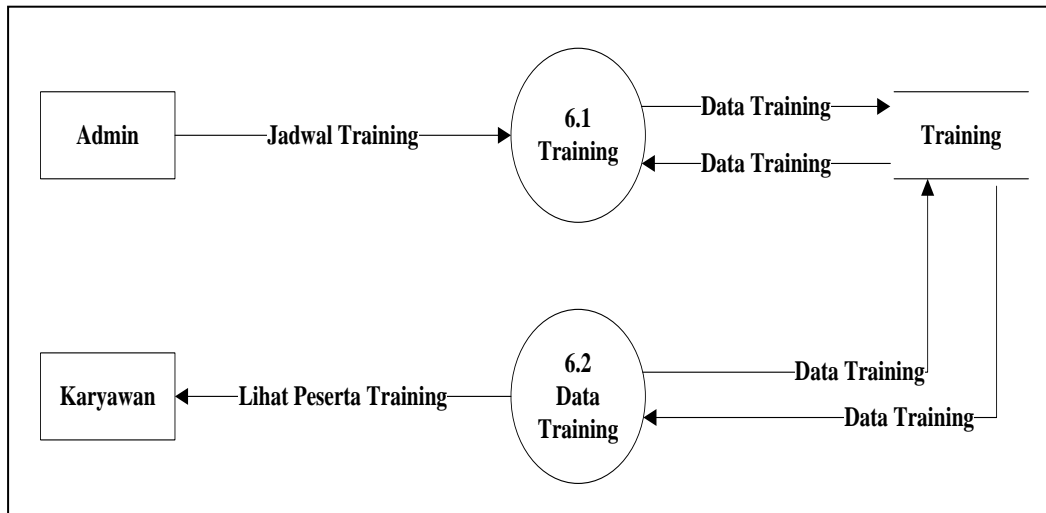 Admin
Jadwal Training
6.1
Training
Data Training
Data Training
Training
Karyawan
Lihat Peserta Training
6.2
Data
Training
Data Training
Data Training